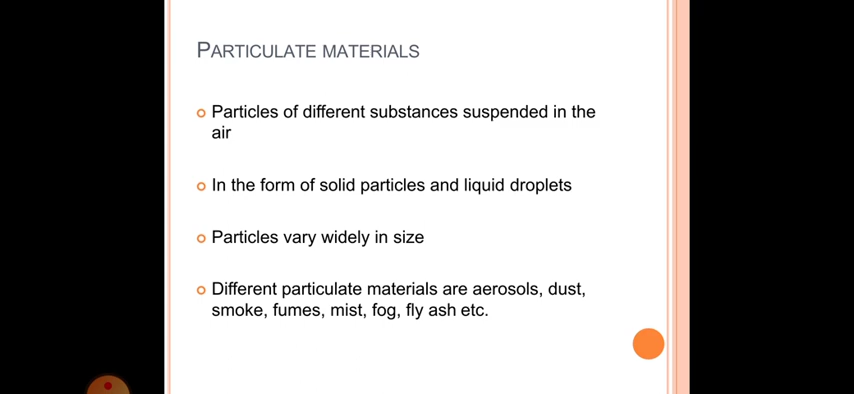 PARTICULATE MATERIALS
Particles of different substances suspended in the
air
In the form of solid particles and liquid droplets
Particles vary widely in size
Different particulate materials are aerosols, dust,
smoke, fumes, mist, fog, fly ash etc.